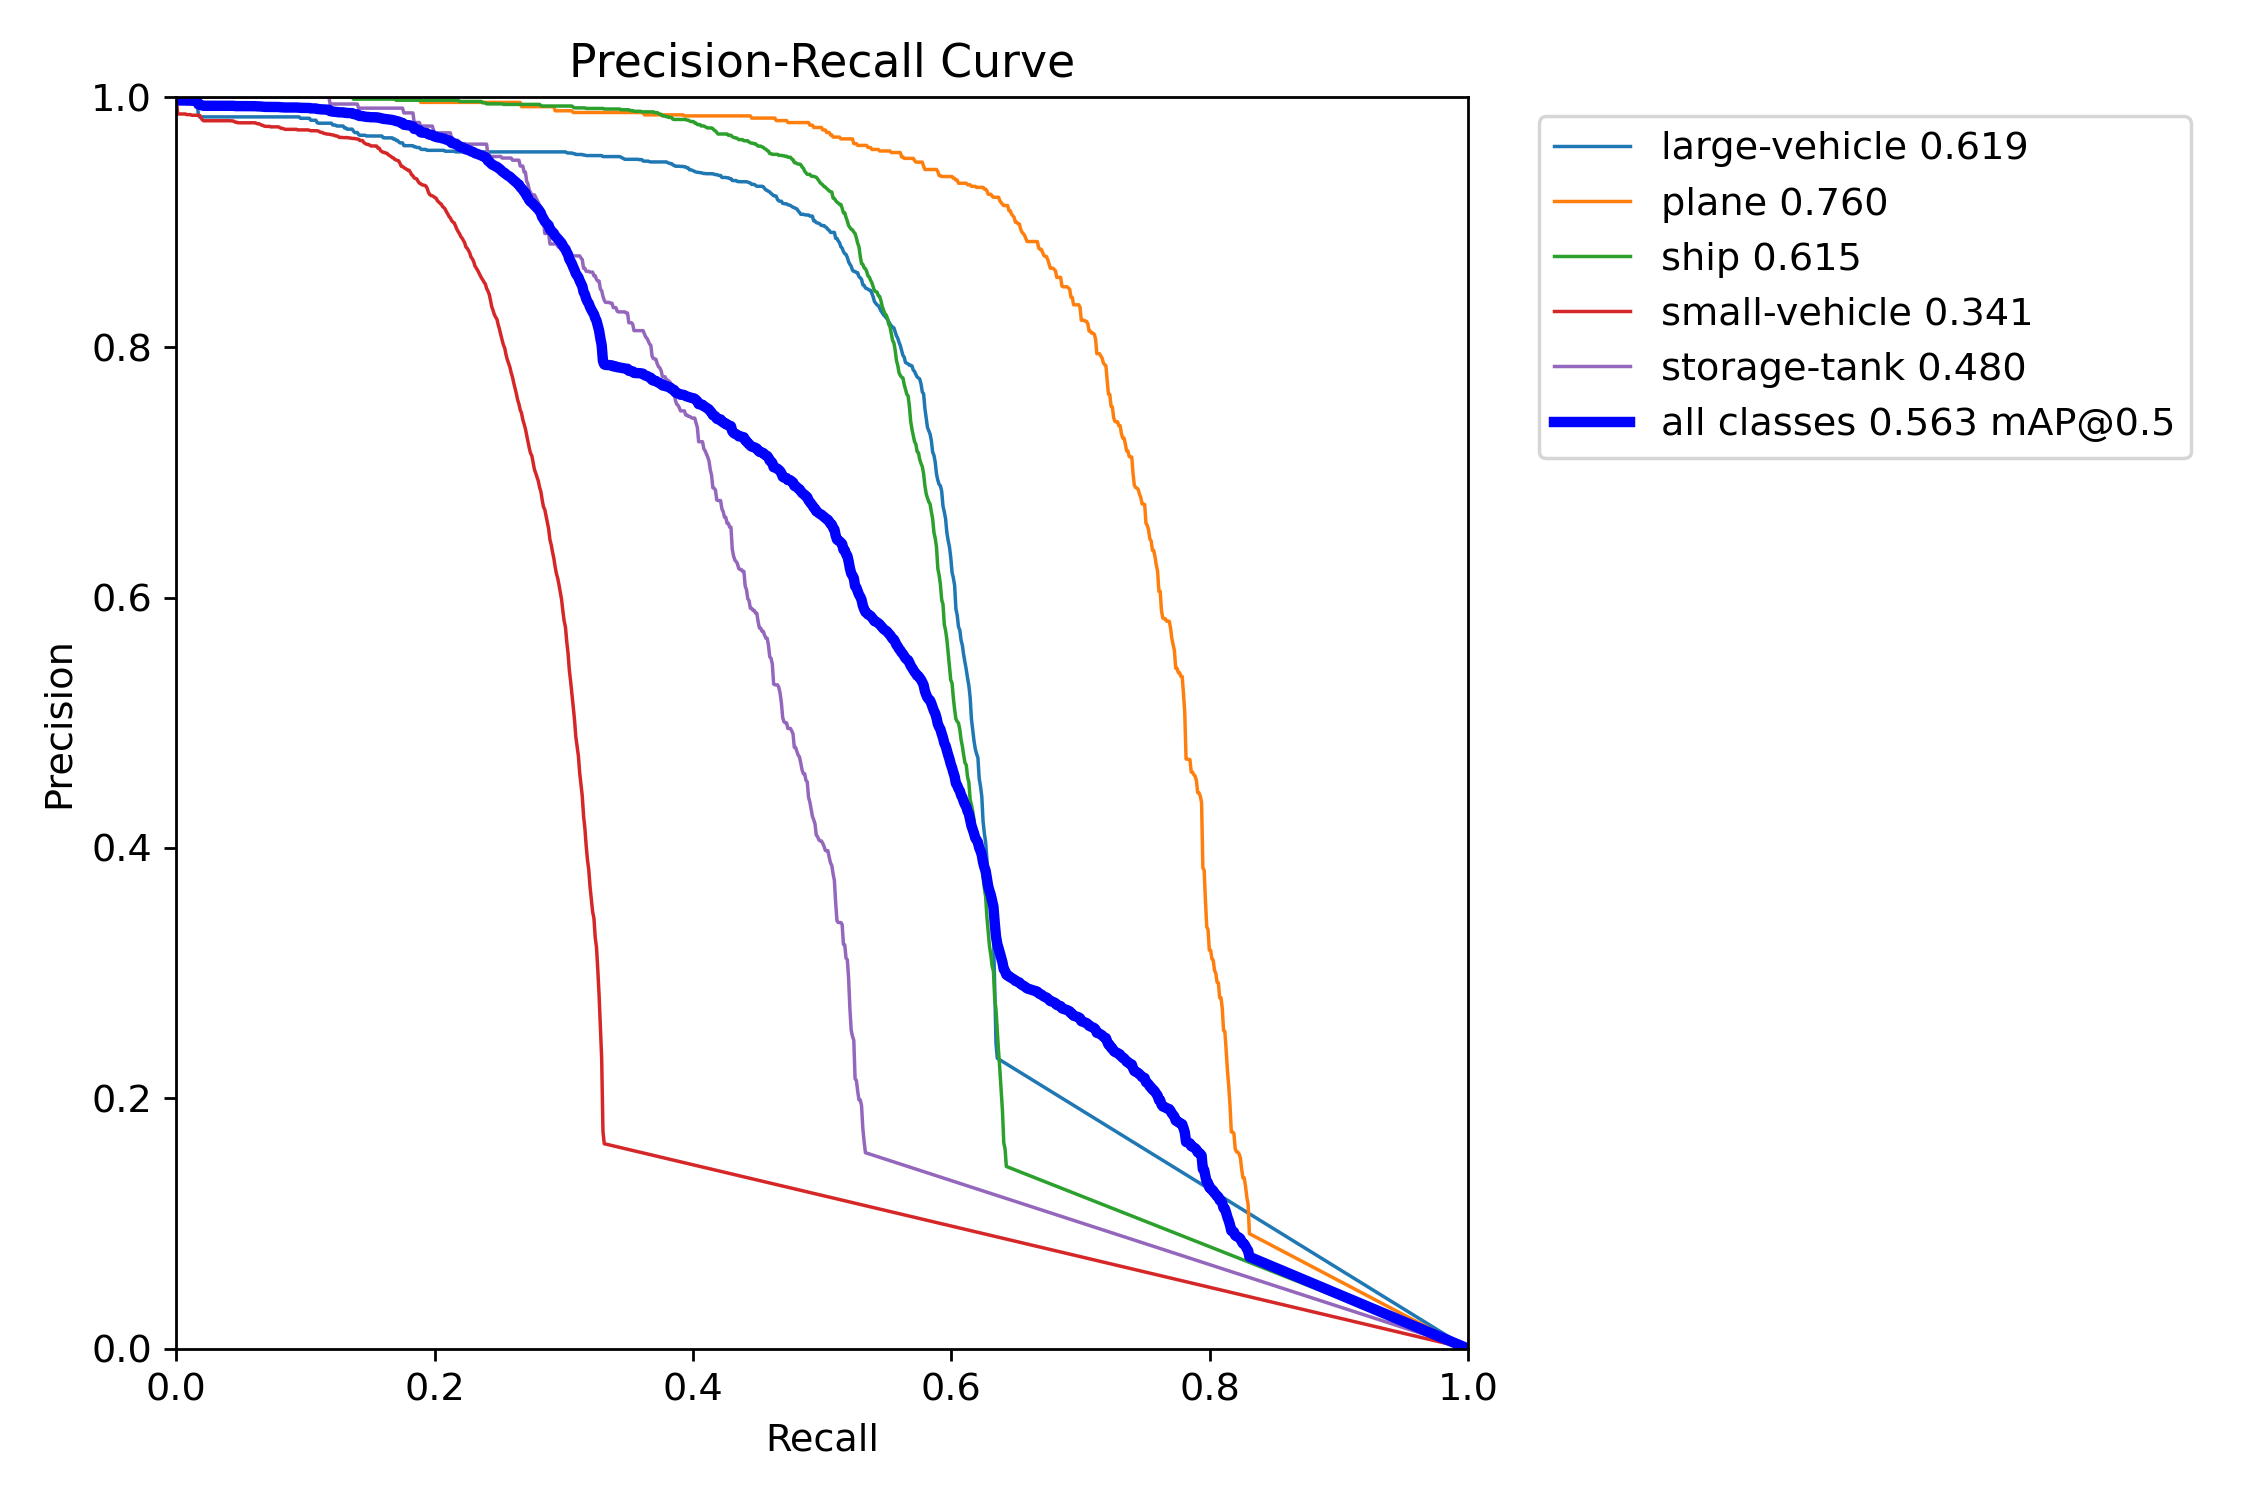 Precision-Recall Curve
1.0
0.8
0.6
0.4
0.2
0.0
Precision
0.0 0.2 0.4 0.6 0.8 1.0
Recall
large-vehicle 0.619
plane 0.760
ship 0.615
small-vehicle 0.341
storage-tank 0.480
all classes 0.563 mAP@0.5